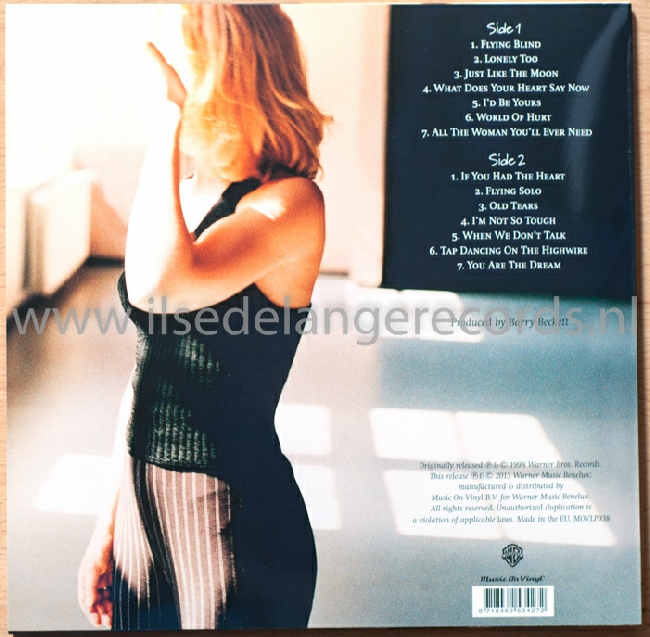 Side 1
1. Flying Blind
2. Lonely Too
3. Just Like The Moon
4. What Does Your Heart Say Now
5. I'd Be Yours
6. World Of Hurt
7. All The Woman You'll Ever Need
Side 2
1. If You Had The Heart
2. Flying Solo
3. Old Tears
4. I'm Not So Tough
5. When We Don't Talk
6. Tap Dancing On The Highwire
7. You Are The Dream
www.ilsedelangerecords.nl
Produced by Barry Beckett
Originally released ℗ & © 1998 Warner Bros. Records.
This release ℗ & © 2013 Warner Music Benelux:
manufactured & distributed by
Music On Vinyl B.V. for Warner Music Benelux.
All rights reserved. Unauthorized duplication is
a violation of applicable laws. Made in the EU. MOVLP938
Music On Vinyl